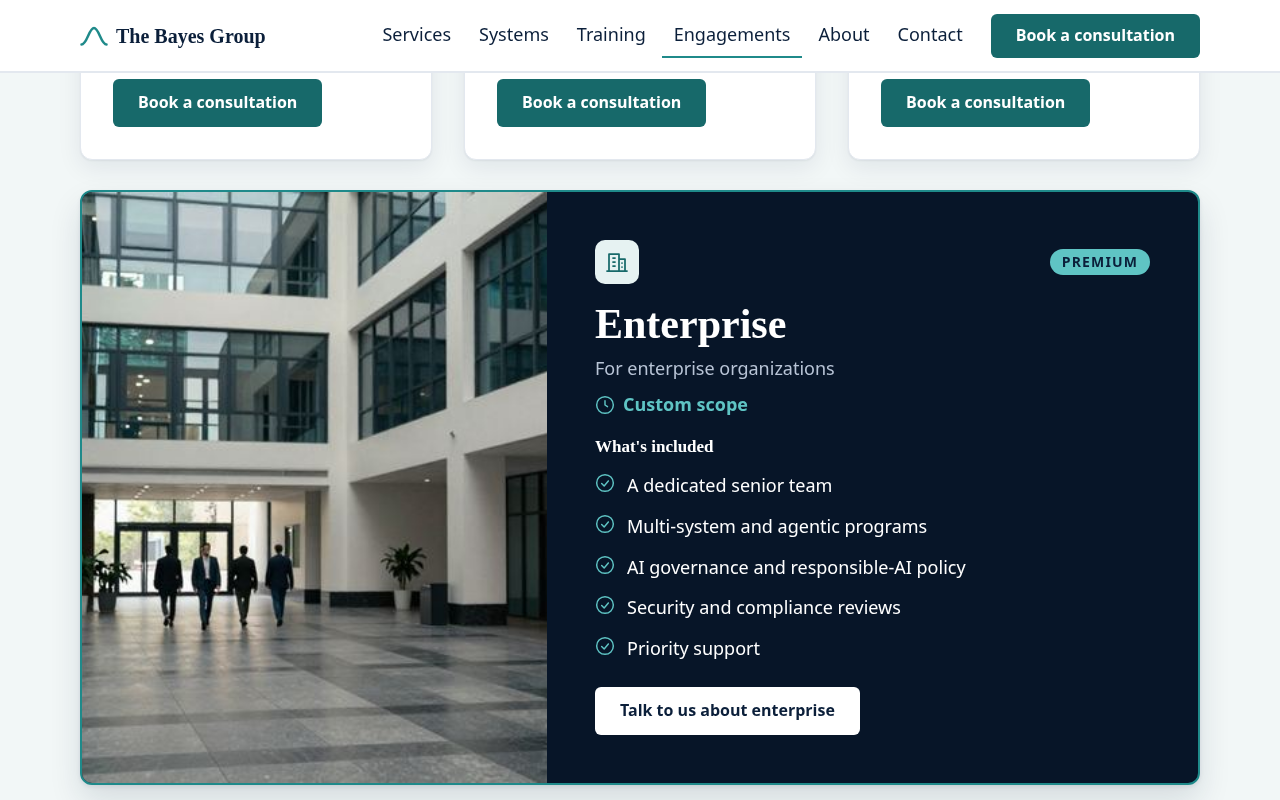 The Bayes Group
Services
Systems
Training
Engagements
About
Contact
Book a consultation
Book a consultation
Book a consultation
Book a consultation
PREMIUM
Enterprise
For enterprise organizations
Custom scope
What's included
A dedicated senior team
Multi-system and agentic programs
AI governance and responsible-AI policy
Security and compliance reviews
Priority support
Talk to us about enterprise